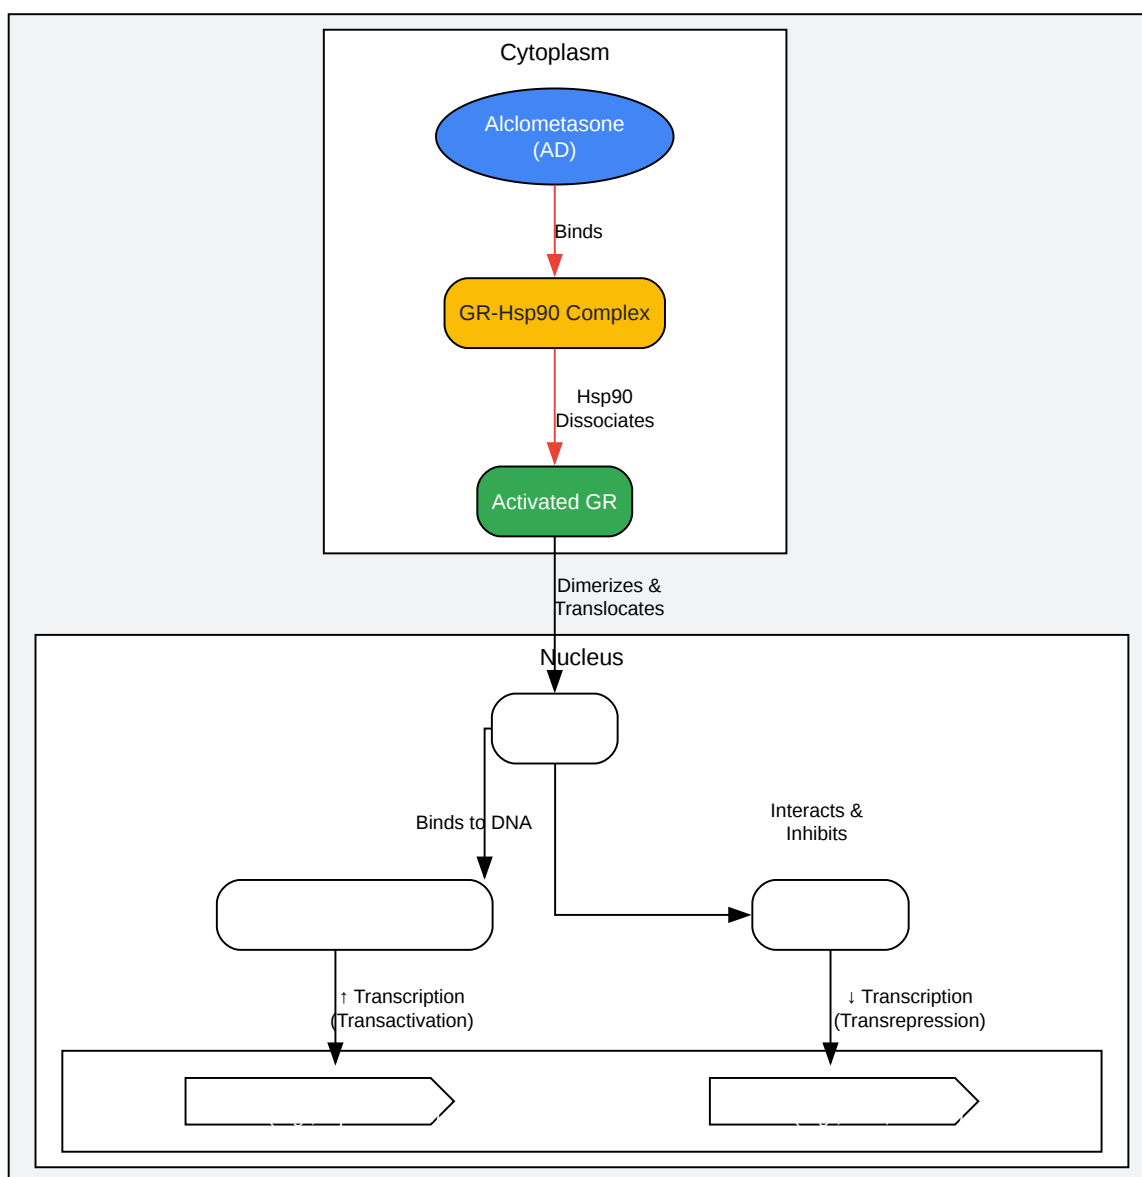 Cytoplasm
Alclometasone
(AD)
Binds
GR-Hsp90 Complex
Hsp90
Dissociates
Activated GR
Dimerizes &
Translocates
Nucleus
Binds to DNA
Interacts &
Inhibits
↑ Transcription
(Transactivation)
↓ Transcription
(Transrepression)